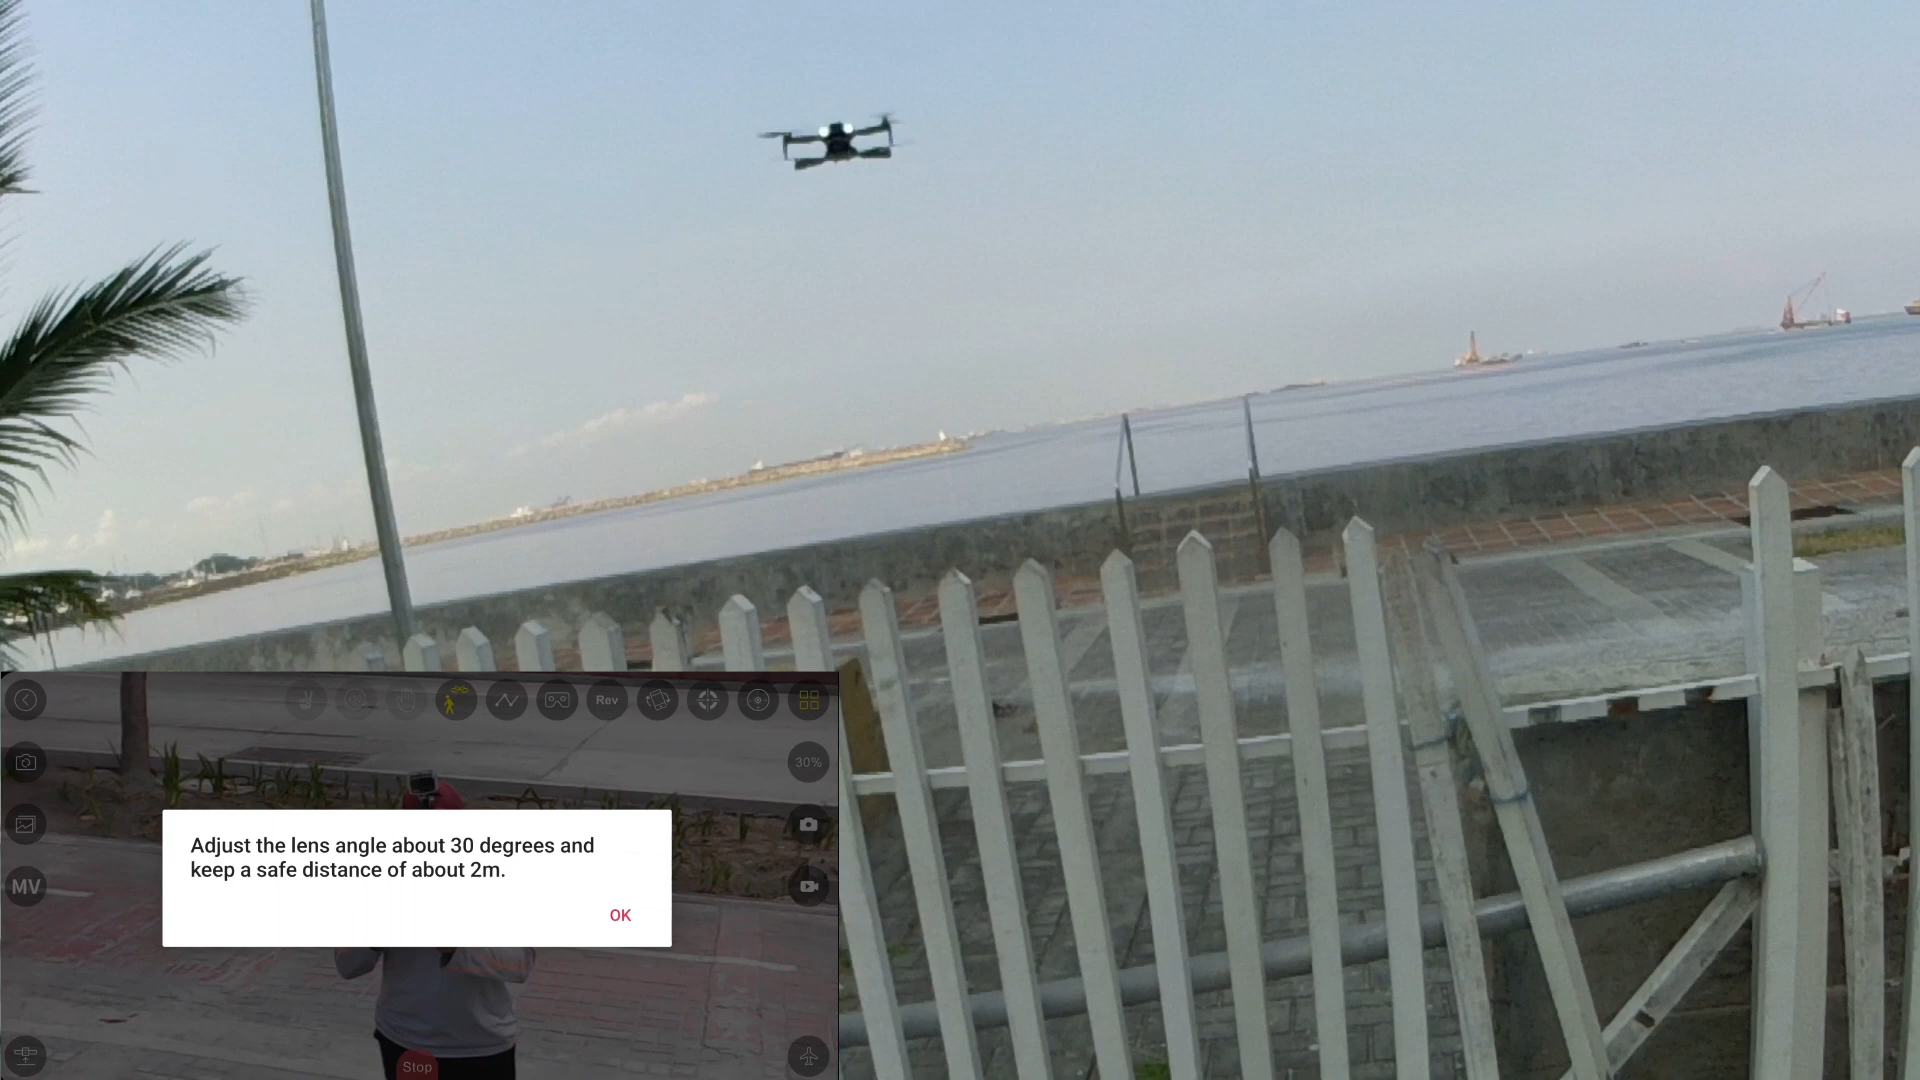 Rev
30%
Adjust the lens angle about 30 degrees and
keep a safe distance of about 2m.
MV
OK
Stop